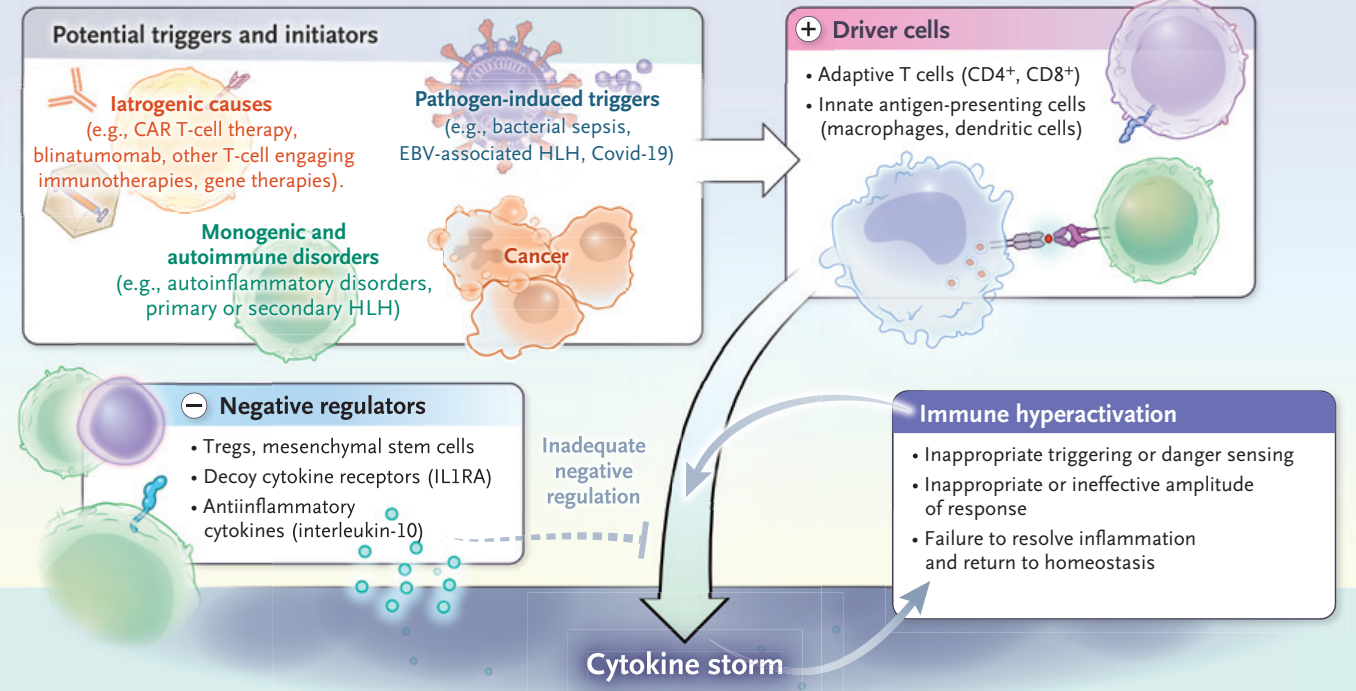 Potential triggers and initiators
Iatrogenic causes
(e.g., CAR T-cell therapy,
blinatumomab, other T-cell engaging
immunotherapies, gene therapies).
Pathogen-induced triggers
(e.g., bacterial sepsis,
EBV-associated HLH, Covid-19)
Monogenic and
autoimmune disorders
(e.g., autoinflammatory disorders,
primary or secondary HLH)
Cancer
+ Driver cells
• Adaptive T cells (CD4⁺, CD8⁺)
• Innate antigen-presenting cells
(macrophages, dendritic cells)
− Negative regulators
• Tregs, mesenchymal stem cells
• Decoy cytokine receptors (IL1RA)
• Antiinflammatory
cytokines (interleukin-10)
Inadequate
negative
regulation
Immune hyperactivation
• Inappropriate triggering or danger sensing
• Inappropriate or ineffective amplitude
of response
• Failure to resolve inflammation
and return to homeostasis
Cytokine storm